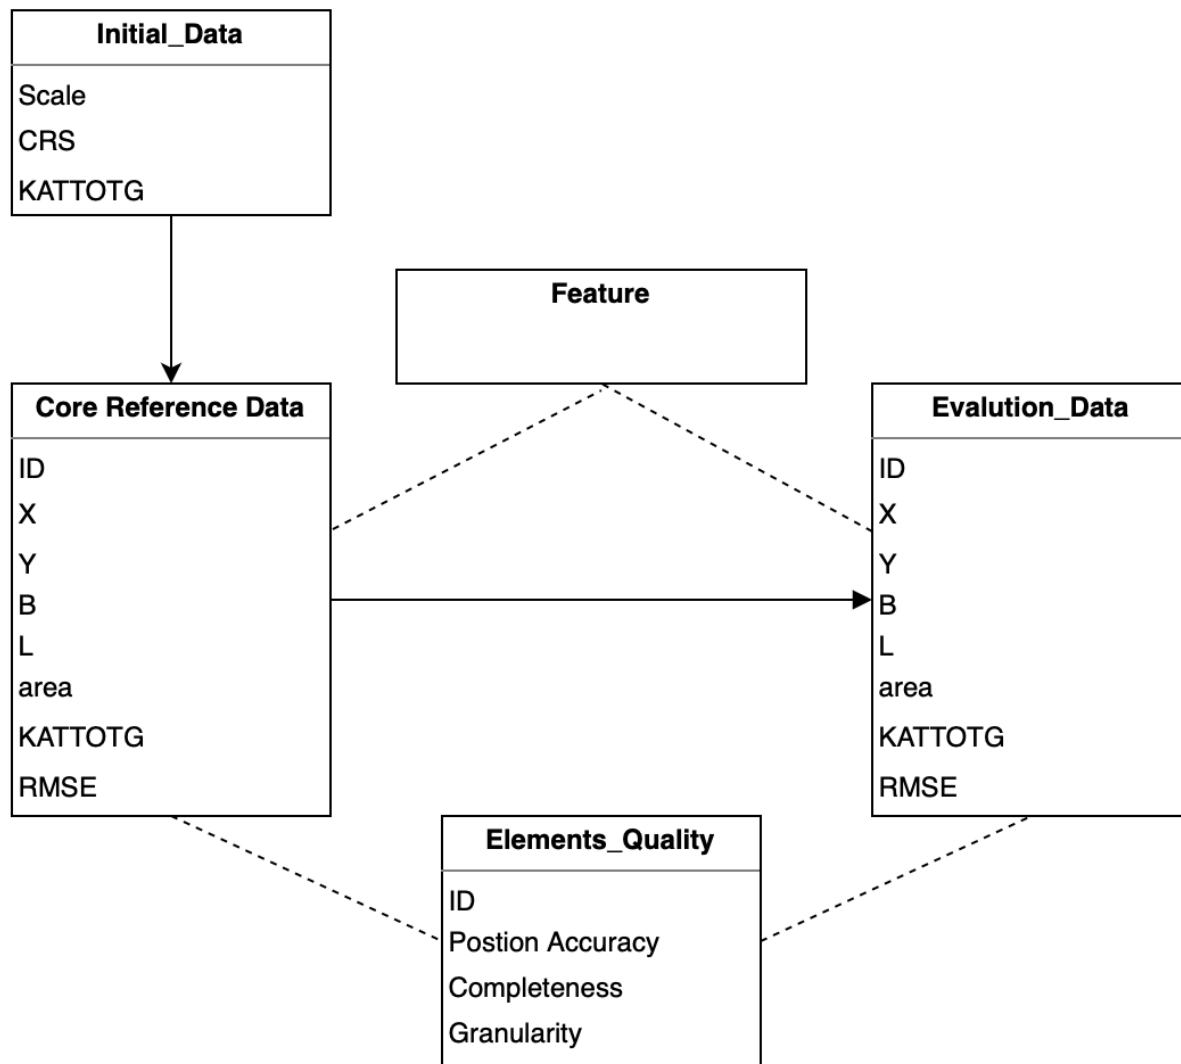 Initial_Data
Scale
CRS
KATTOTG
Feature
Core Reference Data
ID
X
Y
B
L
area
KATTOTG
RMSE
Evalution_Data
ID
X
Y
B
L
area
KATTOTG
RMSE
Elements_Quality
ID
Postion Accuracy
Completeness
Granularity